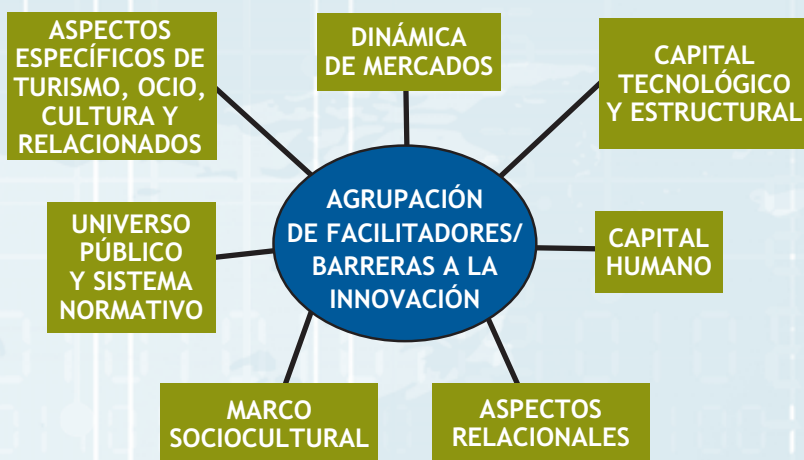 ASPECTOS
ESPECÍFICOS DE
TURISMO, OCIO,
CULTURA Y
RELACIONADOS
DINÁMICA
DE MERCADOS
CAPITAL
TECNOLÓGICO
Y ESTRUCTURAL
AGRUPACIÓN
DE FACILITADORES/
BARRERAS A LA
INNOVACIÓN
UNIVERSO
PÚBLICO
Y SISTEMA
NORMATIVO
CAPITAL
HUMANO
MARCO
SOCIOCULTURAL
ASPECTOS
RELACIONALES